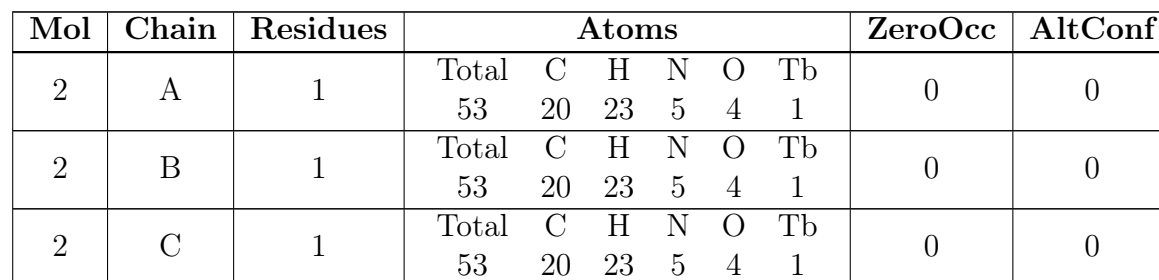 Mol Chain Residues Atoms ZeroOcc AltConf
2 A 1 Total C H N O Tb 0 0
53 20 23 5 4 1
2 B 1 Total C H N O Tb 0 0
53 20 23 5 4 1
2 C 1 Total C H N O Tb 0 0
53 20 23 5 4 1